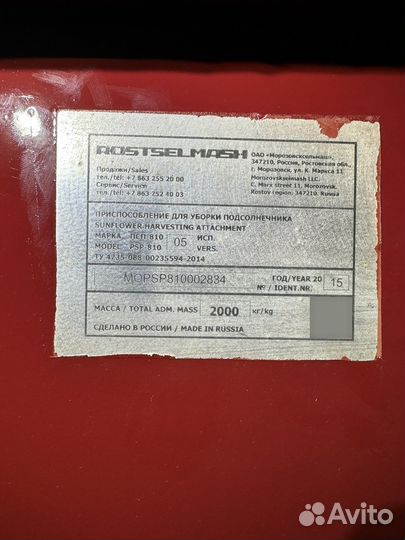 ROSTSELMASH
Продажи/Sales
тел./tel: +7 863 255 20 00
Сервис/Service
тел./tel: +7 863 252 40 03
ОАО «Морозовсксельмаш»,
347210, Россия, Ростовская обл.,
г. Морозовск, ул. К. Маркса 11
Morozovskselmash LLC.
C. Marx street 11, Morozovsk,
Rostov region, 347210, Russia
ПРИСПОСОБЛЕНИЕ ДЛЯ УБОРКИ ПОДСОЛНЕЧНИКА
SUNFLOWER HARVESTING ATTACHMENT
МАРКА ПСП-810 05 ИСП.
MODEL PSP-810 VERS.
ТУ 4735-088-00235594-2014
MOPSP810002834
ГОД/YEAR 20 15
№ / IDENT.NR.
МАССА / TOTAL ADM. MASS 2000 кг/kg
СДЕЛАНО В РОССИИ / MADE IN RUSSIA
Avito